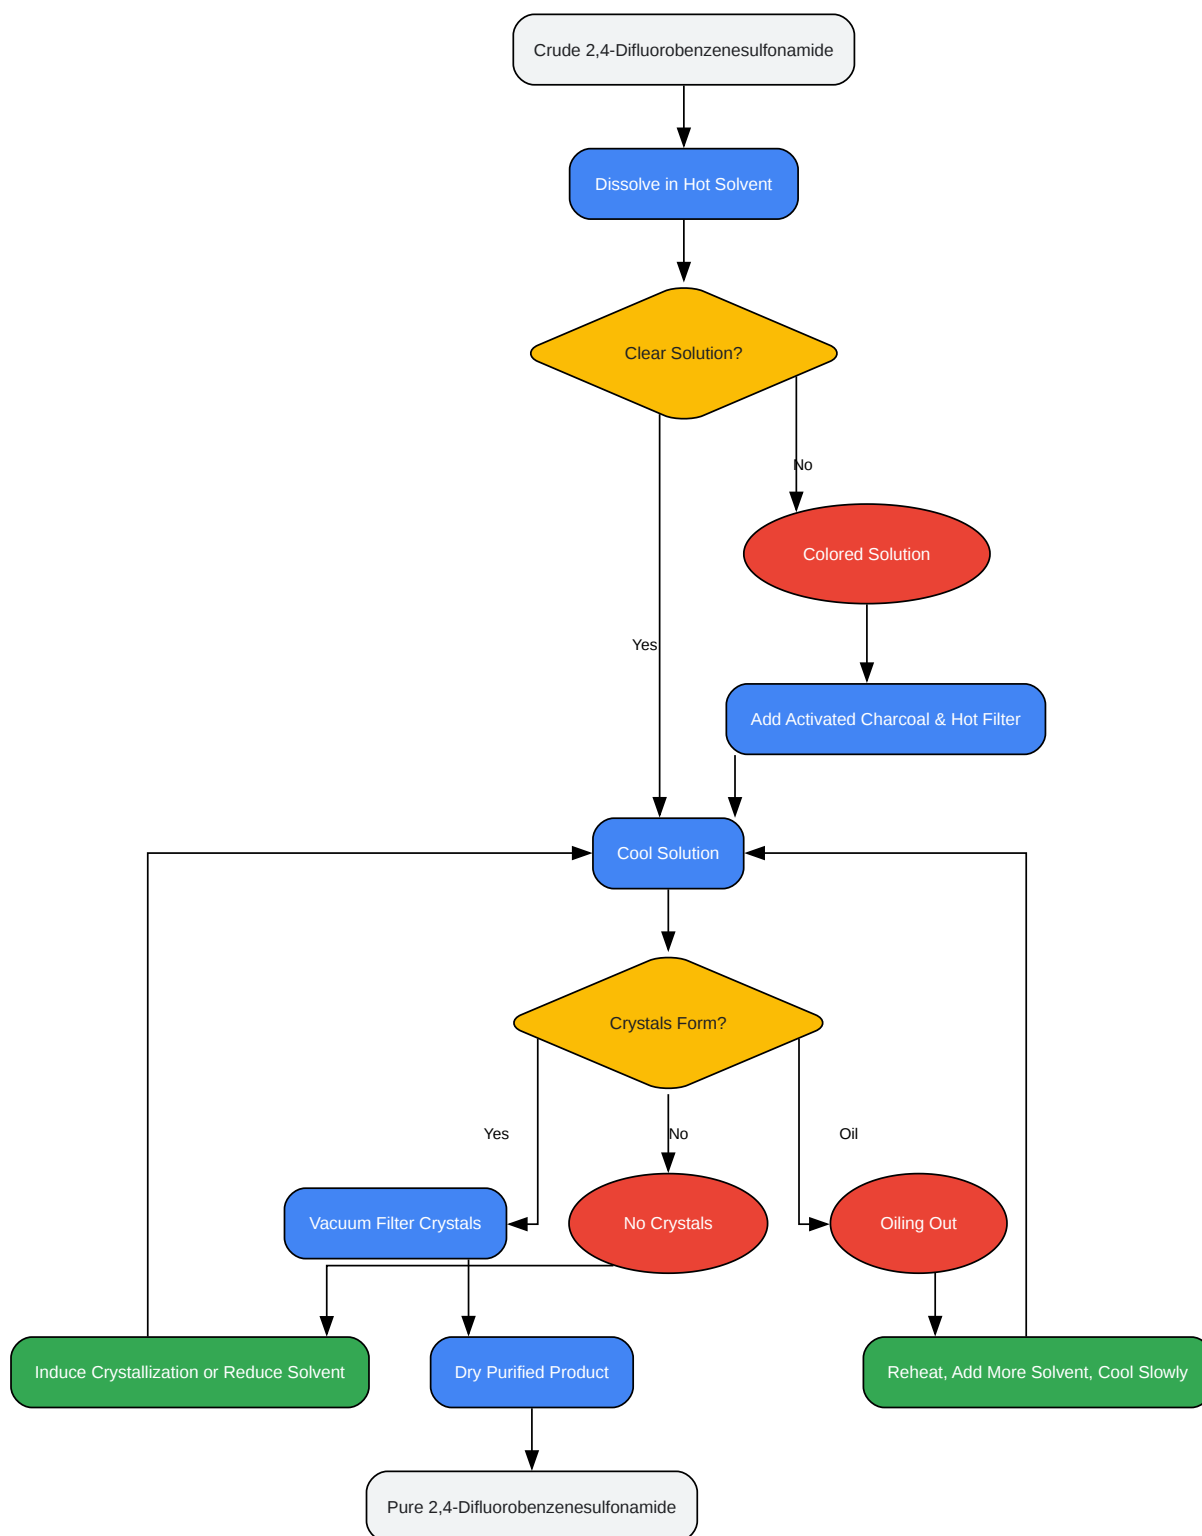 Crude 2,4-Difluorobenzenesulfonamide
Dissolve in Hot Solvent
Clear Solution?
No
Colored Solution
Yes
Add Activated Charcoal & Hot Filter
Cool Solution
Crystals Form?
Yes
No
Oil
Vacuum Filter Crystals
No Crystals
Oiling Out
Induce Crystallization or Reduce Solvent
Dry Purified Product
Reheat, Add More Solvent, Cool Slowly
Pure 2,4-Difluorobenzenesulfonamide